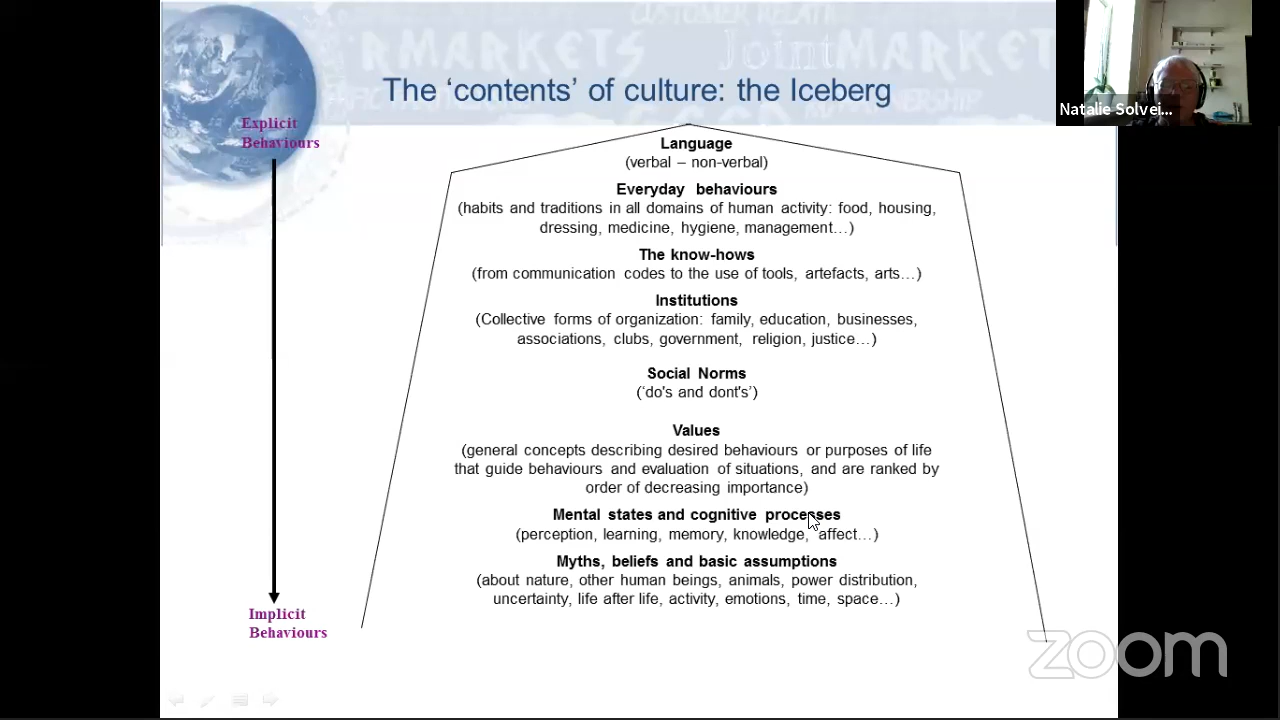 CUSTOMER RELATI
RMARKETS Joint MARKET
The ‘contents’ of culture: the Iceberg
Natalie Solvei...
Explicit
Behaviours
Language
(verbal – non-verbal)
Everyday behaviours
(habits and traditions in all domains of human activity: food, housing,
dressing, medicine, hygiene, management…)
The know-hows
(from communication codes to the use of tools, artefacts, arts…)
Institutions
(Collective forms of organization: family, education, businesses,
associations, clubs, government, religion, justice…)
Social Norms
(‘do's and dont's’)
Values
(general concepts describing desired behaviours or purposes of life
that guide behaviours and evaluation of situations, and are ranked by
order of decreasing importance)
Mental states and cognitive processes
(perception, learning, memory, knowledge, affect…)
Myths, beliefs and basic assumptions
(about nature, other human beings, animals, power distribution,
uncertainty, life after life, activity, emotions, time, space…)
Implicit
Behaviours
zoom